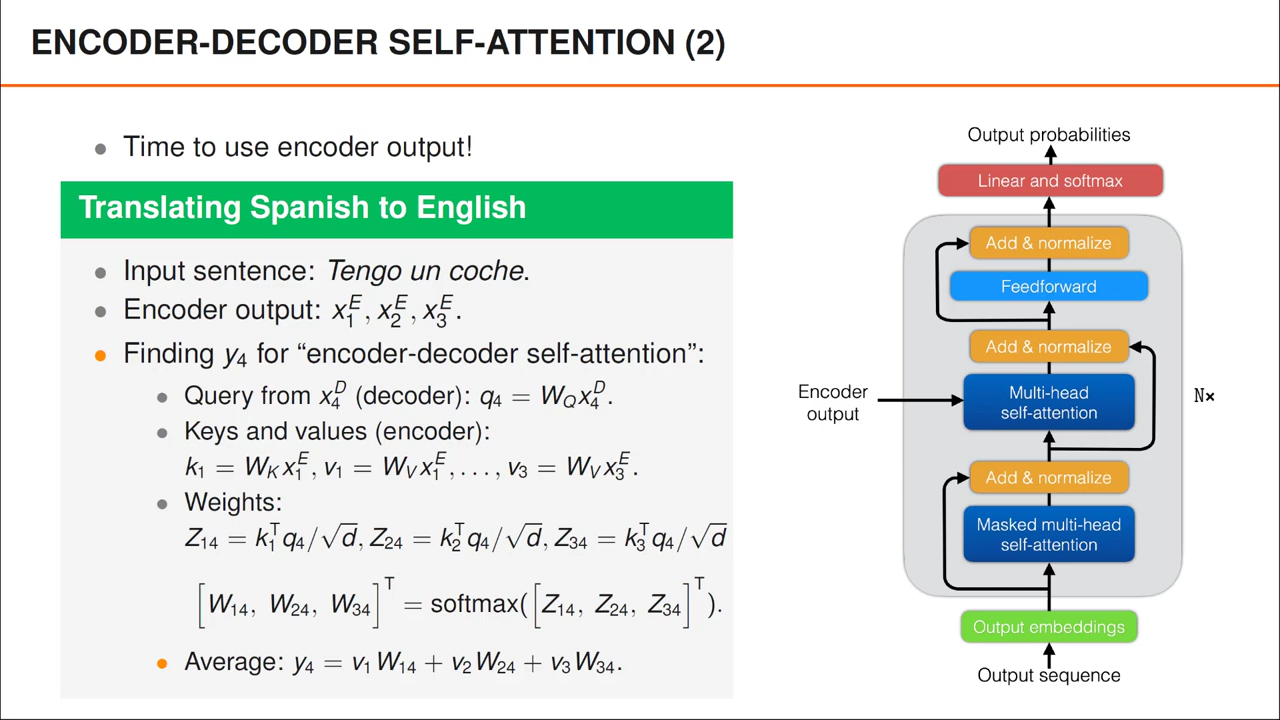 ENCODER-DECODER SELF-ATTENTION (2)
• Time to use encoder output!
Translating Spanish to English
• Input sentence: Tengo un coche.
• Encoder output: x₁ᴱ, x₂ᴱ, x₃ᴱ.
• Finding y₄ for “encoder-decoder self-attention”:
• Query from x₄ᴰ (decoder): q₄ = W_Q x₄ᴰ.
• Keys and values (encoder):
k₁ = W_K x₁ᴱ, v₁ = W_V x₁ᴱ, . . . , v₃ = W_V x₃ᴱ.
• Weights:
Z₁₄ = k₁ᵀq₄/√d, Z₂₄ = k₂ᵀq₄/√d, Z₃₄ = k₃ᵀq₄/√d
[W₁₄, W₂₄, W₃₄]ᵀ = softmax([Z₁₄, Z₂₄, Z₃₄]ᵀ).
• Average: y₄ = v₁W₁₄ + v₂W₂₄ + v₃W₃₄.
Output probabilities
Linear and softmax
Add & normalize
Feedforward
Add & normalize
Encoder
output
Multi-head
self-attention
N×
Add & normalize
Masked multi-head
self-attention
Output embeddings
Output sequence